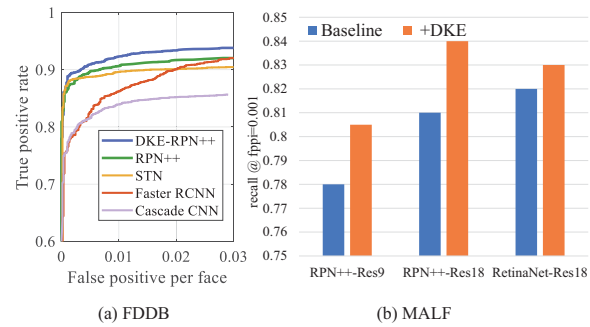 1
0.9
0.8
0.7
0.6
True positive rate
0
0.01
0.02
0.03
False positive per face
DKE-RPN++
RPN++
STN
Faster RCNN
Cascade CNN
(a) FDDB
Baseline
+DKE
0.85
0.84
0.83
0.82
0.81
0.8
0.79
0.78
0.77
0.76
0.75
recall @ fppi=0.001
RPN++-Res9
RPN++-Res18
RetinaNet-Res18
(b) MALF